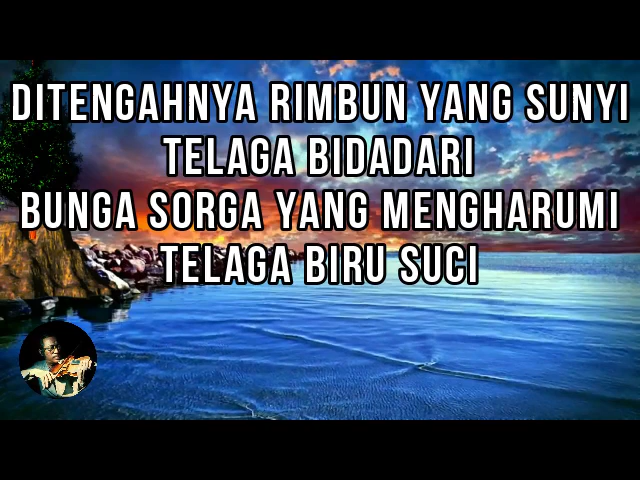 DITENGAHNYA RIMBUN YANG SUNYI
TELAGA BIDADARI
BUNGA SORGA YANG MENGHARUMI
TELAGA BIRU SUCI